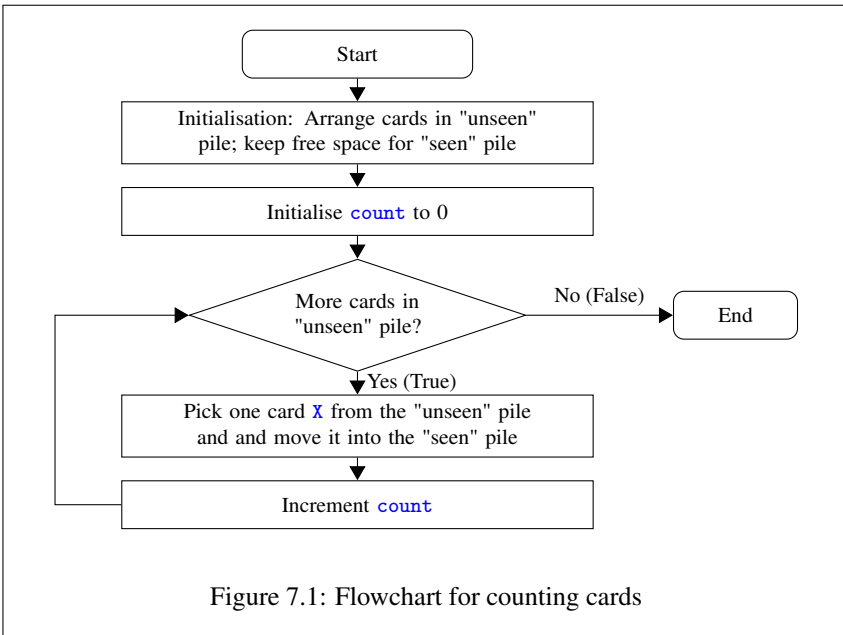 Start
Initialisation: Arrange cards in "unseen"
pile; keep free space for "seen" pile
Initialise count to 0
More cards in
"unseen" pile?
No (False)
End
Yes (True)
Pick one card X from the "unseen" pile
and and move it into the "seen" pile
Increment count
Figure 7.1: Flowchart for counting cards